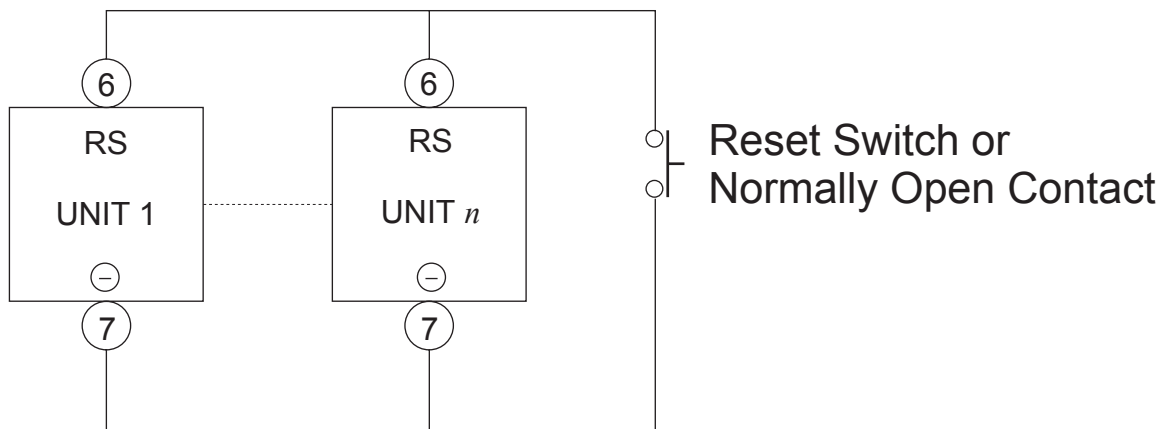 6
6
RS
RS
Reset Switch or
Normally Open Contact
UNIT 1
UNIT n
−
−
7
7